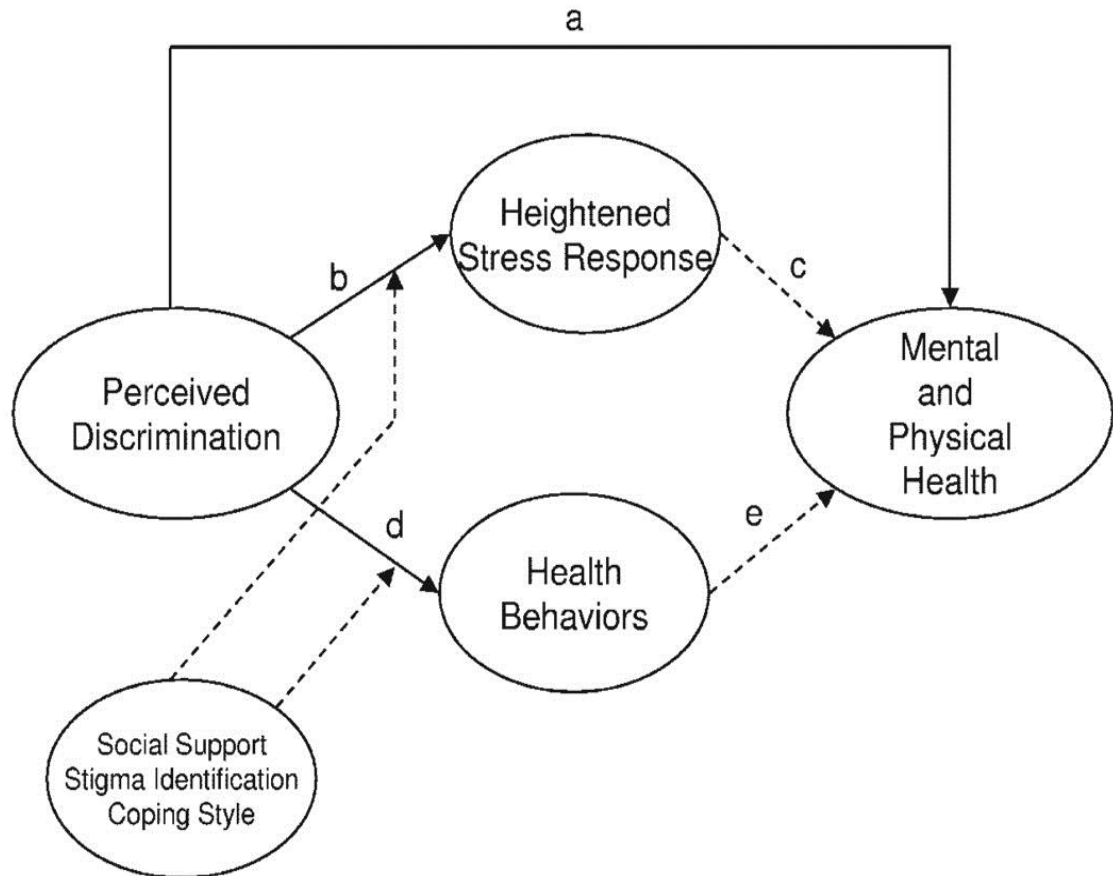 a
Heightened
Stress Response
b
c
Perceived
Discrimination
Mental
and
Physical
Health
d
e
Health
Behaviors
Social Support
Stigma Identification
Coping Style